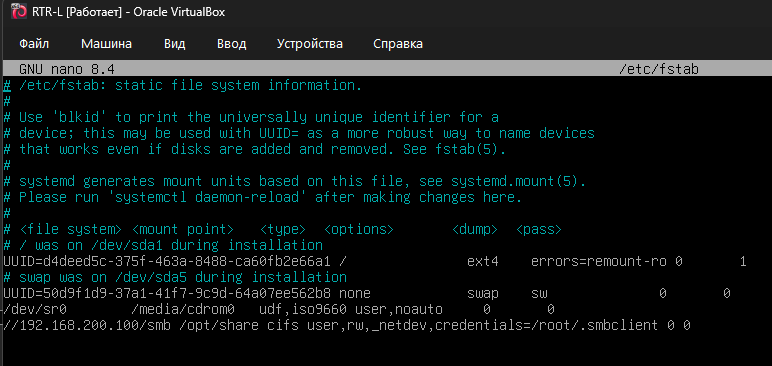 RTR-L [Работает] - Oracle VirtualBox
Файл Машина Вид Ввод Устройства Справка
GNU nano 8.4 /etc/fstab
# /etc/fstab: static file system information.
#
# Use 'blkid' to print the universally unique identifier for a
# device; this may be used with UUID= as a more robust way to name devices
# that works even if disks are added and removed. See fstab(5).
#
# systemd generates mount units based on this file, see systemd.mount(5).
# Please run 'systemctl daemon-reload' after making changes here.
#
# <file system> <mount point> <type> <options> <dump> <pass>
# / was on /dev/sda1 during installation
UUID=d4deed5c-375f-463a-8488-ca60fb2e66a1 / ext4 errors=remount-ro 0 1
# swap was on /dev/sda5 during installation
UUID=50d9f1d9-37a1-41f7-9c9d-64a07ee562b8 none swap sw 0 0
/dev/sr0 /media/cdrom0 udf,iso9660 user,noauto 0 0
//192.168.200.100/smb /opt/share cifs user,rw,_netdev,credentials=/root/.smbclient 0 0